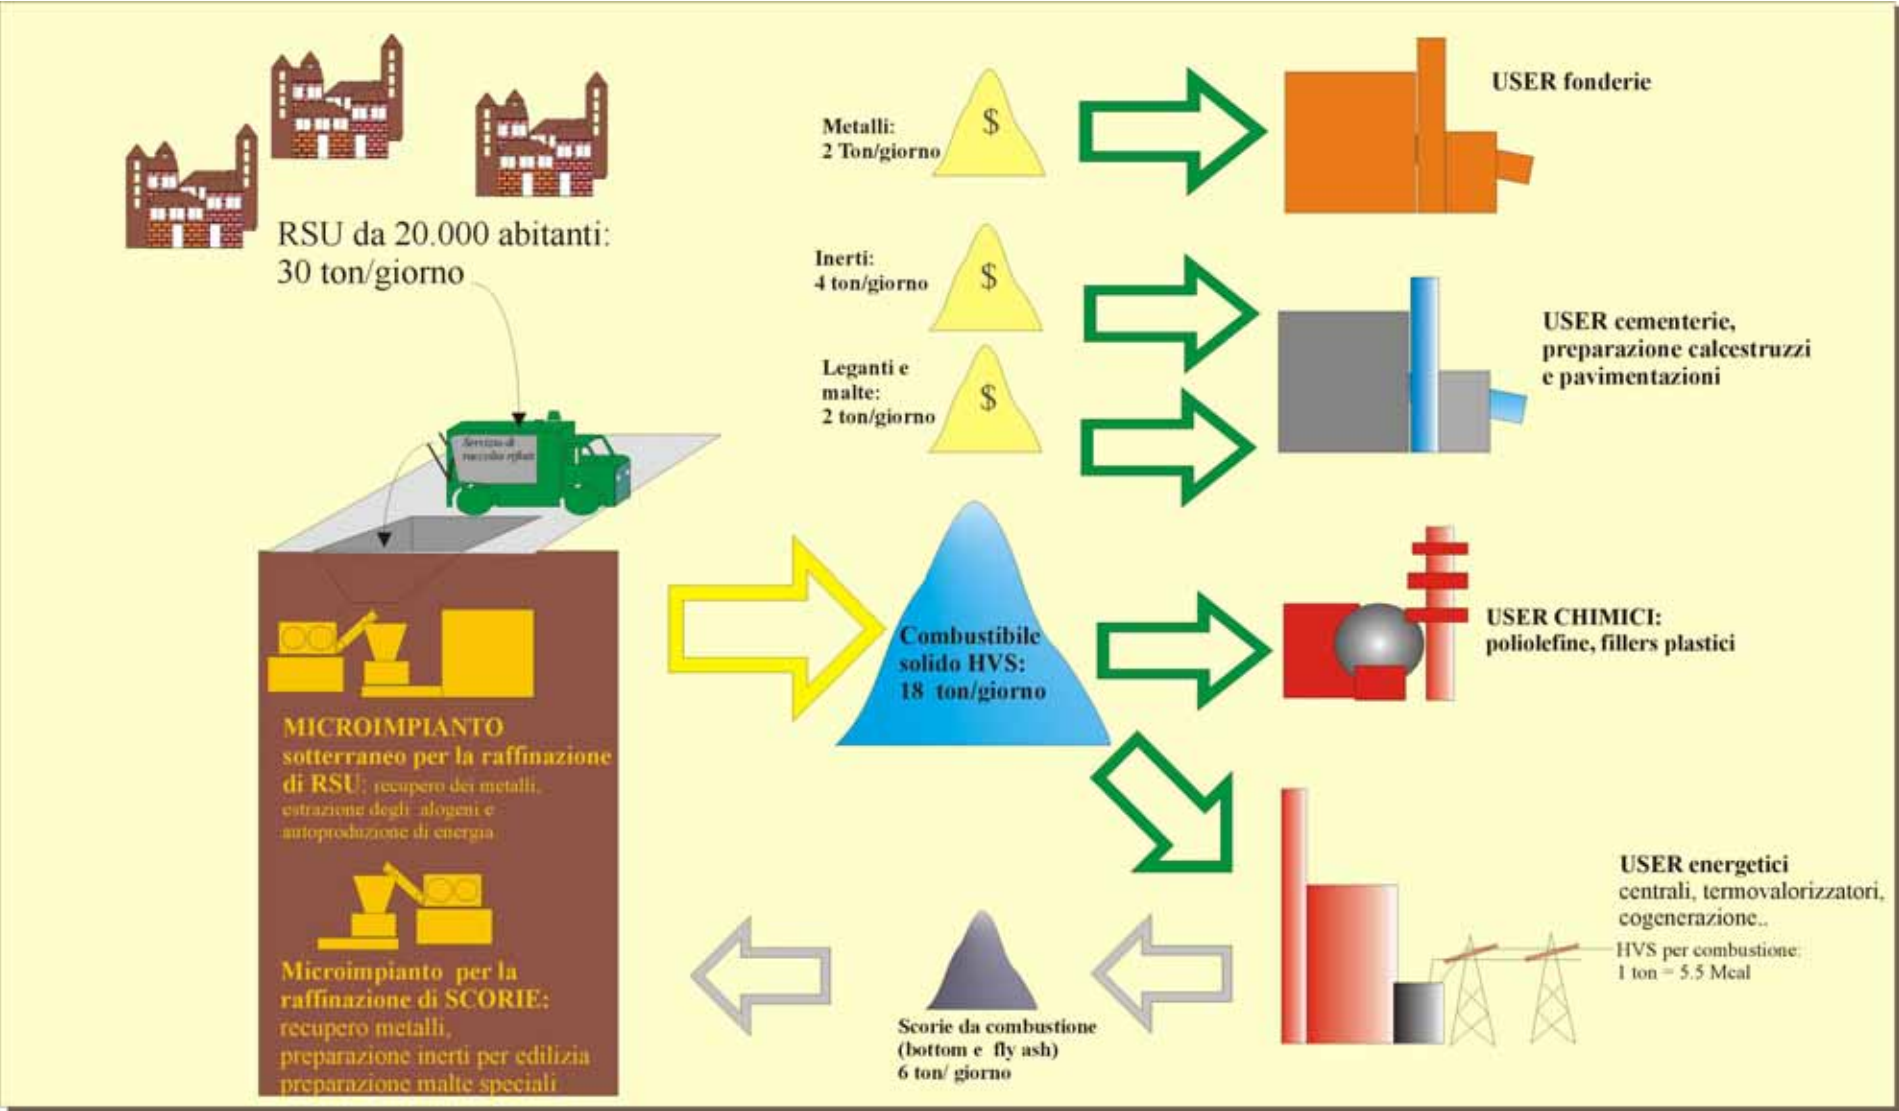 RSU da 20.000 abitanti:
30 ton/giorno
Servizio di
raccolta rifiuti
MICROIMPIANTO
sotterraneo per la raffinazione
di RSU: recupero dei metalli,
estrazione degli alogeni e
autoproduzione di energia
Microimpianto per la
raffinazione di SCORIE:
recupero metalli,
preparazione inerti per edilizia
preparazione malte speciali
Metalli:
2 Ton/giorno
$
Inerti:
4 ton/giorno
$
Leganti e
malte:
2 ton/giorno
$
Combustibile
solido HVS:
18 ton/giorno
Scorie da combustione
(bottom e fly ash)
6 ton/ giorno
USER fonderie
USER cementerie,
preparazione calcestruzzi
e pavimentazioni
USER CHIMICI:
poliolefine, fillers plastici
USER energetici
centrali, termovalorizzatori,
cogenerazione..
HVS per combustione:
1 ton = 5.5 Mcal